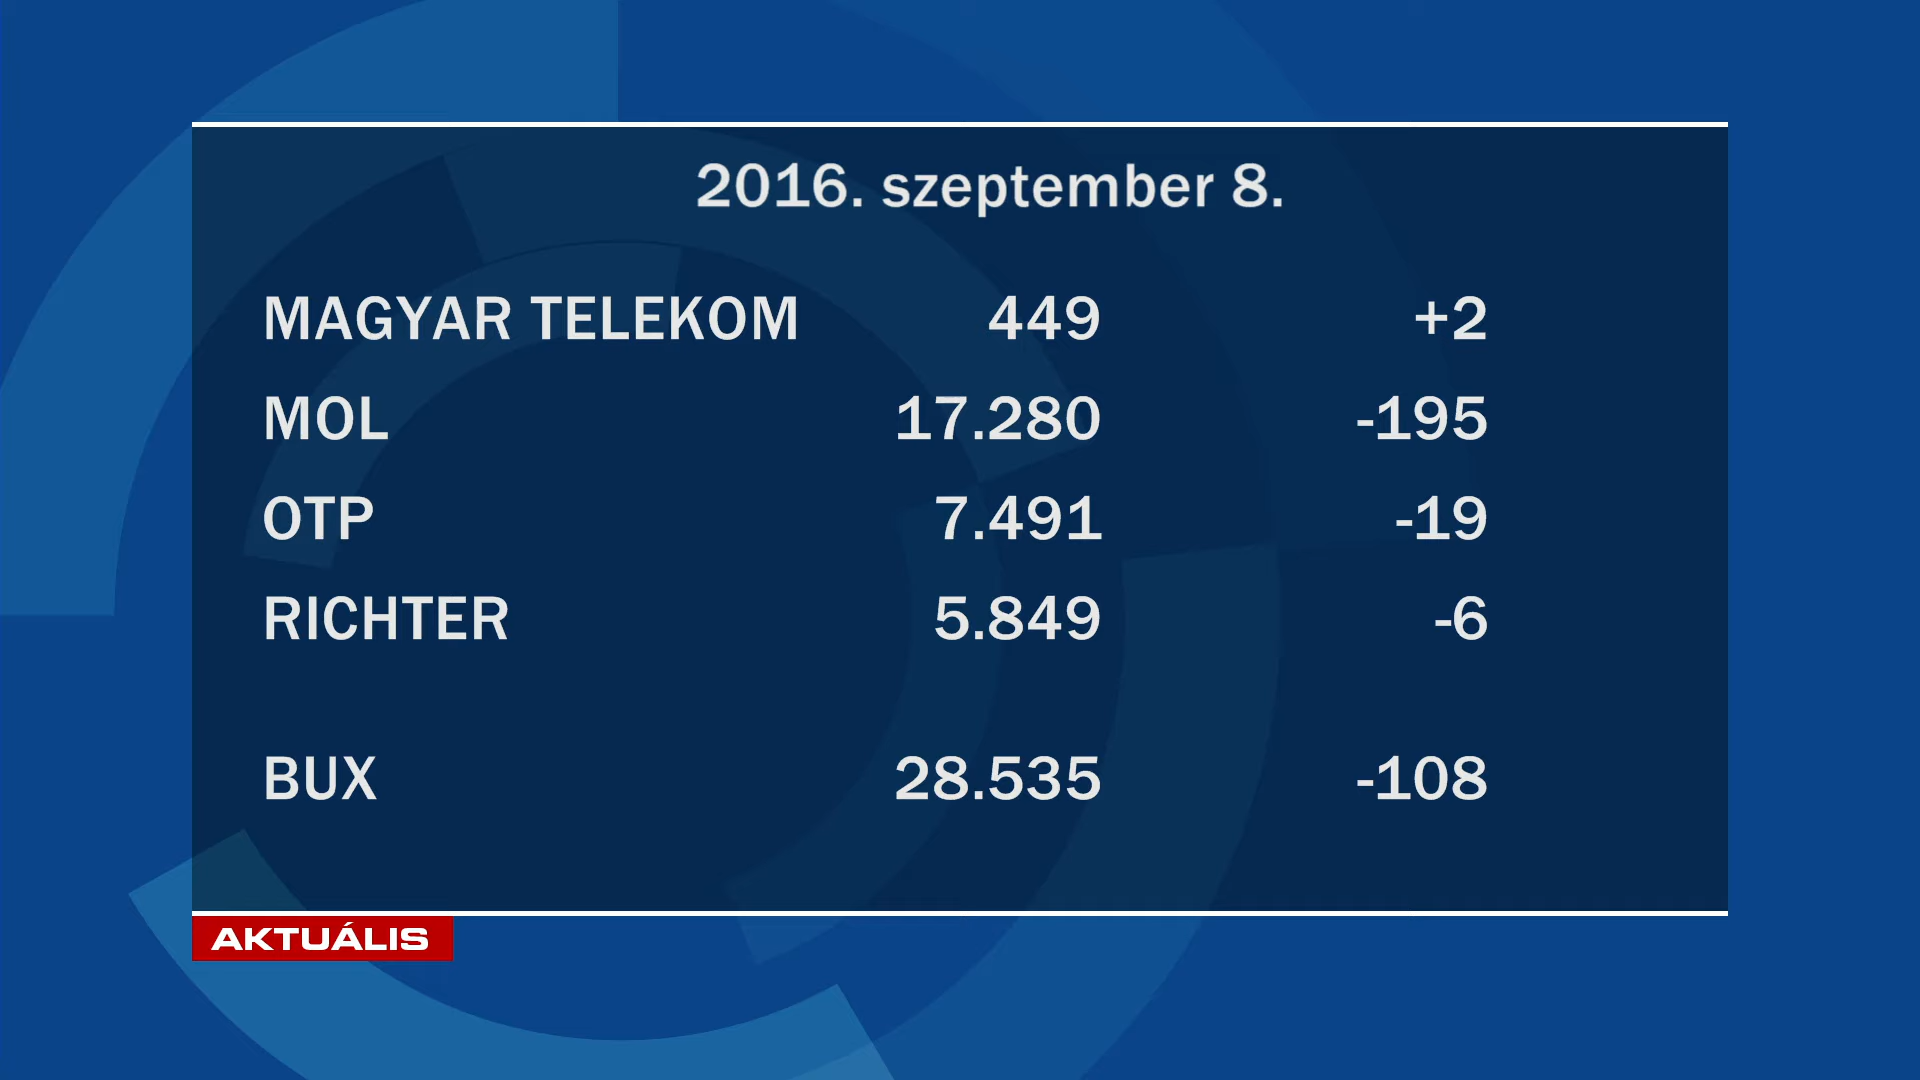 2016. szeptember 8.
MAGYAR TELEKOM 449 +2
MOL 17.280 -195
OTP 7.491 -19
RICHTER 5.849 -6
BUX 28.535 -108
AKTUÁLIS